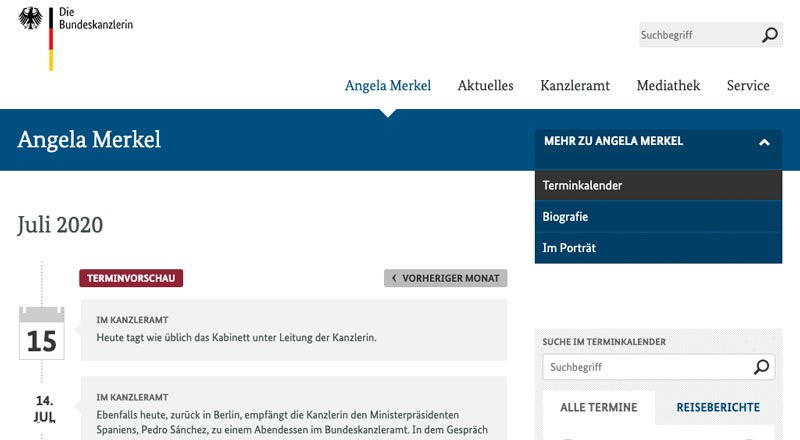 Die
Bundeskanzlerin
Suchbegriff
Angela Merkel
Aktuelles
Kanzleramt
Mediathek
Service
Angela Merkel
MEHR ZU ANGELA MERKEL
Terminkalender
Biografie
Im Porträt
Juli 2020
TERMINVORSCHAU
VORHERIGER MONAT
15
IM KANZLERAMT
Heute tagt wie üblich das Kabinett unter Leitung der Kanzlerin.
14.
JUL
IM KANZLERAMT
Ebenfalls heute, zurück in Berlin, empfängt die Kanzlerin den Ministerpräsidenten
Spaniens, Pedro Sánchez, zu einem Abendessen im Bundeskanzleramt. In dem Gespräch
SUCHE IM TERMINKALENDER
Suchbegriff
ALLE TERMINE
REISEBERICHTE